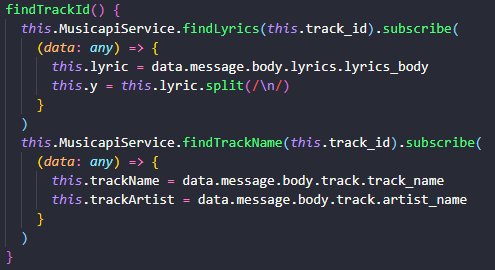 findTrackId() {
this.MusicapiService.findLyrics(this.track_id).subscribe(
(data: any) => {
this.lyric = data.message.body.lyrics.lyrics_body
this.y = this.lyric.split(/\n/)
}
)
this.MusicapiService.findTrackName(this.track_id).subscribe(
(data: any) => {
this.trackName = data.message.body.track.track_name
this.trackArtist = data.message.body.track.artist_name
}
)
}